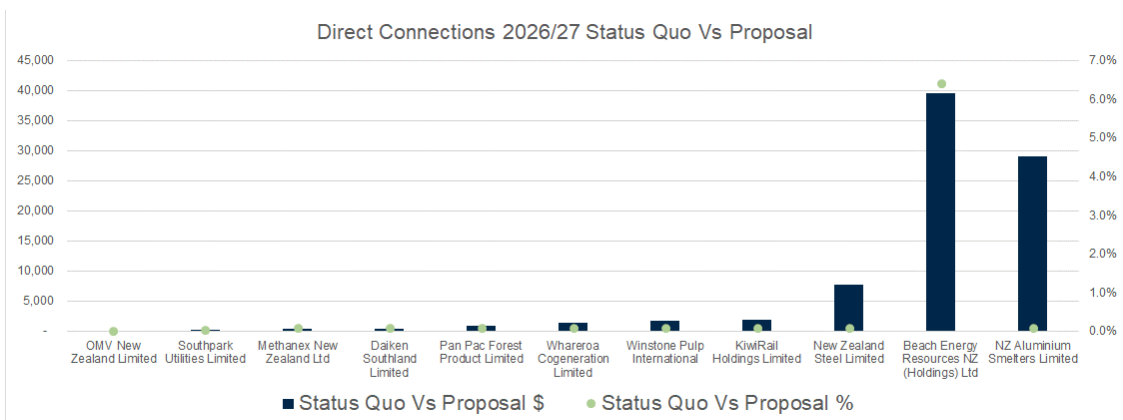 Direct Connections 2026/27 Status Quo Vs Proposal
45,000
40,000
35,000
30,000
25,000
20,000
15,000
10,000
5,000
-
7.0%
6.0%
5.0%
4.0%
3.0%
2.0%
1.0%
0.0%
OMV New
Zealand Limited
Southpark
Utilities Limited
Methanex New
Zealand Ltd
Daiken
Southland
Limited
Pan Pac Forest
Product Limited
Whareroa
Cogeneration
Limited
Winstone Pulp
International
KiwiRail
Holdings Limited
New Zealand
Steel Limited
Beach Energy
Resources NZ
(Holdings) Ltd
NZ Aluminium
Smelters Limited
Status Quo Vs Proposal $
Status Quo Vs Proposal %